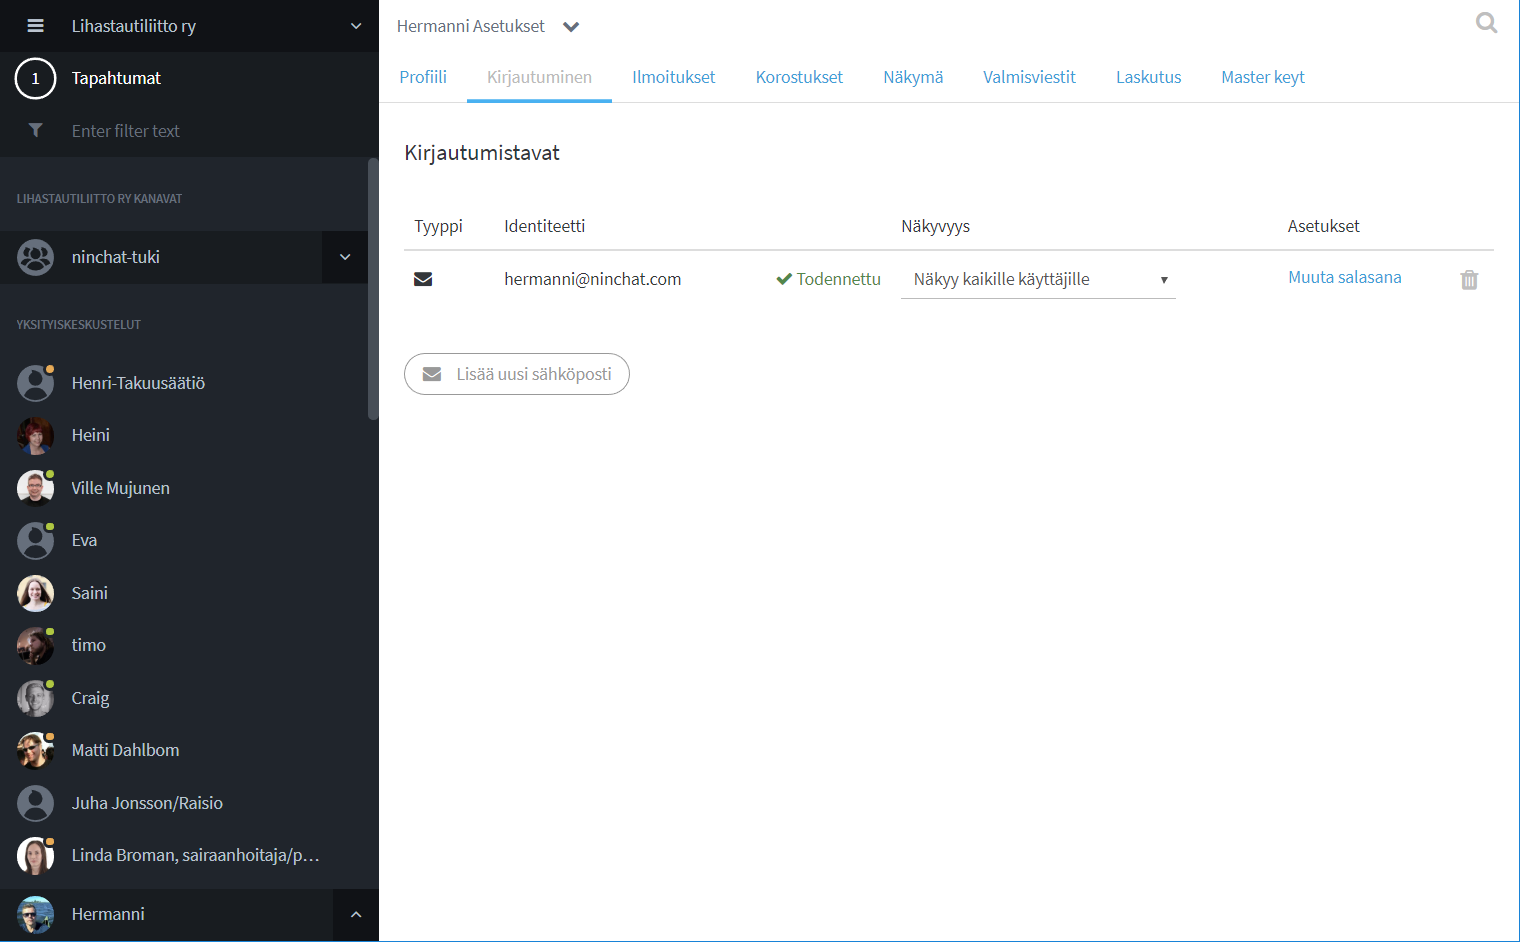 Lihastautiliitto ry
1 Tapahtumat
Enter filter text
LIHASTAUTILIITTO RY KANAVAT
ninchat-tuki
YKSITYISKESKUSTELUT
Henri-Takuusäätiö
Heini
Ville Mujunen
Eva
Saini
timo
Craig
Matti Dahlbom
Juha Jonsson/Raisio
Linda Broman, sairaanhoitaja/p…
Hermanni
Hermanni Asetukset
Profiili Kirjautuminen Ilmoitukset Korostukset Näkymä Valmisviestit Laskutus Master keyt
Kirjautumistavat
Tyyppi Identiteetti Näkyvyys Asetukset
hermanni@ninchat.com Todennettu Näkyy kaikille käyttäjille Muuta salasana
Lisää uusi sähköposti